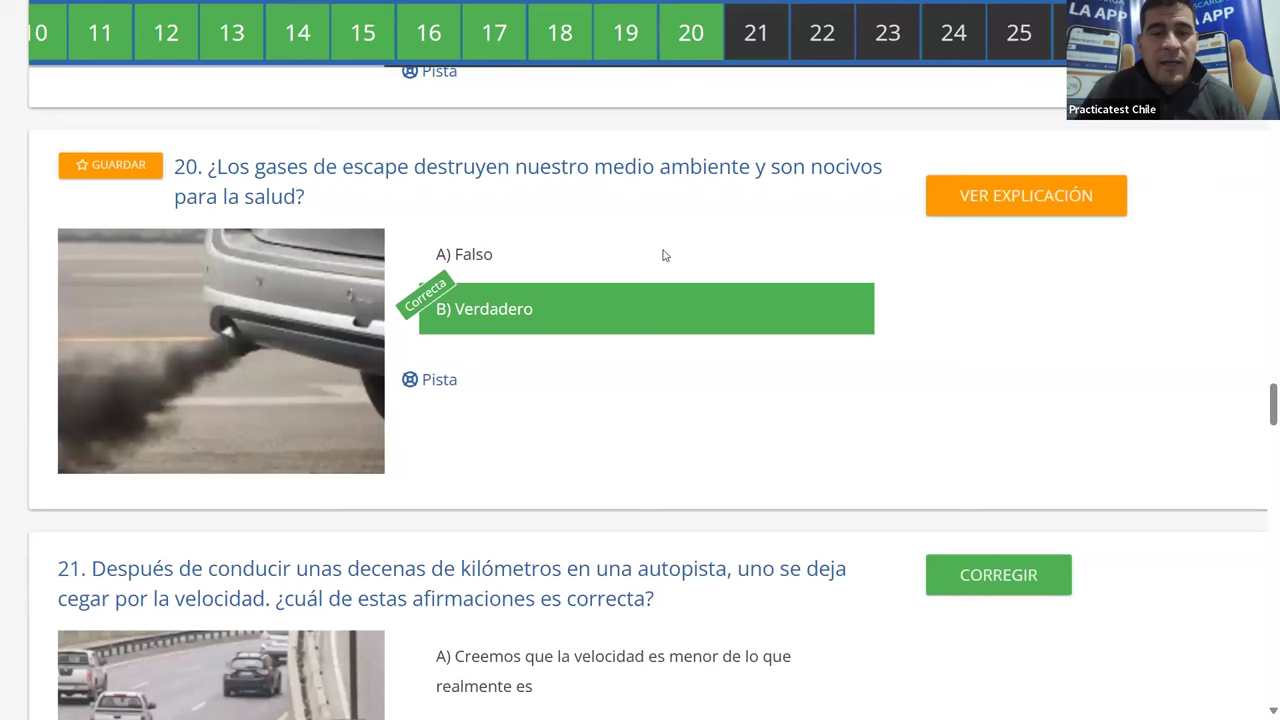 10 11 12 13 14 15 16 17 18 19 20 21 22 23 24 25
LA APP
APP
Practicatest Chile
Pista
GUARDAR
20. ¿Los gases de escape destruyen nuestro medio ambiente y son nocivos
para la salud?
VER EXPLICACIÓN
A) Falso
Correcta
B) Verdadero
Pista
21. Después de conducir unas decenas de kilómetros en una autopista, uno se deja
cegar por la velocidad. ¿cuál de estas afirmaciones es correcta?
CORREGIR
A) Creemos que la velocidad es menor de lo que
realmente es